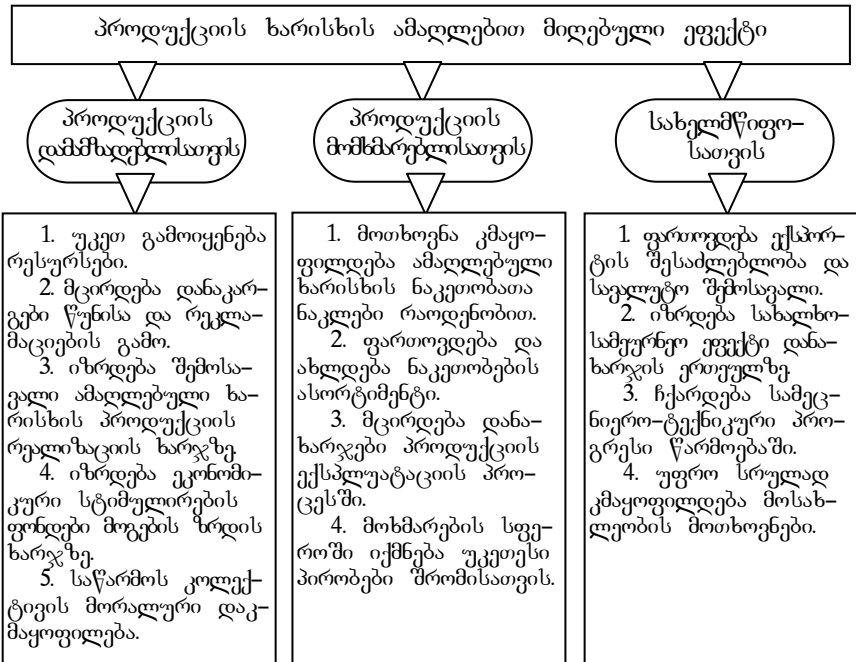 პროდუქციის ხარისხის ამაღლებით მიღებული ეფექტი
პროდუქციის
დამამზადებლისათვის
პროდუქციის
მომხმარებლისათვის
სახელმწიფო–
სათვის
1. უკეთ გამოიყენება
რესურსები.
2. მცირდება დანაკარ–
გები წუნისა და რეკლა–
მაციების გამო.
3. იზრდება შემოსა–
ვალი ამაღლებული ხა–
რისხის პროდუქციის
რეალიზაციის ხარჯზე.
4. იზრდება ეკონომი–
კური სტიმულირების
ფონდები მოგების ზრდის
ხარჯზე.
5. საწარმოს კოლექ–
ტივის მორალური დაკ–
მაყოფილება.
1. მოთხოვნა კმაყო–
ფილდება ამაღლებული
ხარისხის ნაკეთობათა
ნაკლები რაოდენობით.
2. ფართოვდება და
ახლდება ნაკეთობების
ასორტიმენტი.
3. მცირდება დანა–
ხარჯები პროდუქციის
ექსპლუატაციის პრო–
ცესში.
4. მოხმარების სფე–
როში იქმნება უკეთესი
პირობები შრომისათვის.
1. ფართოვდება ექსპორ–
ტის შესაძლებლობა და
სავალუტო შემოსავალი.
2. იზრდება სახალხო–
სამეურნეო ეფექტი დანა–
ხარჯის ერთეულზე.
3. ჩქარდება სამეც–
ნიერო–ტექნიკური პრო–
გრესი წარმოებაში.
4. უფრო სრულად
კმაყოფილდება მოსახ–
ლეობის მოთხოვნები.